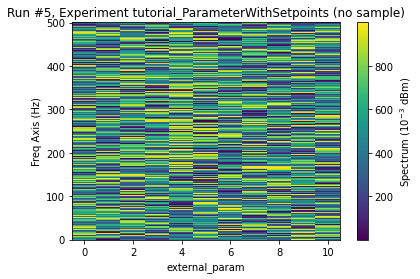 Run #5, Experiment tutorial_ParameterWithSetpoints (no sample)
500
400
300
200
100
0
Freq Axis (Hz)
0 2 4 6 8 10
external_param
800
600
400
200
Spectrum (10⁻³ dBm)